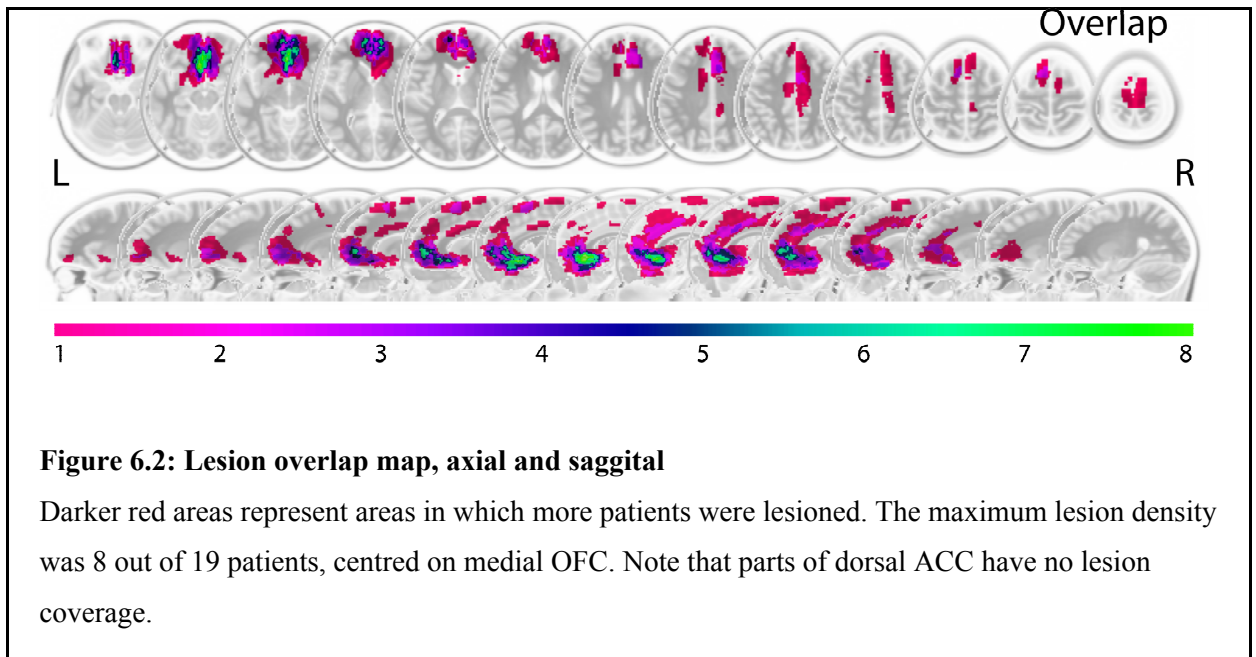 Overlap
L R
1 2 3 4 5 6 7 8
Figure 6.2: Lesion overlap map, axial and saggital
Darker red areas represent areas in which more patients were lesioned. The maximum lesion density
was 8 out of 19 patients, centred on medial OFC. Note that parts of dorsal ACC have no lesion
coverage.